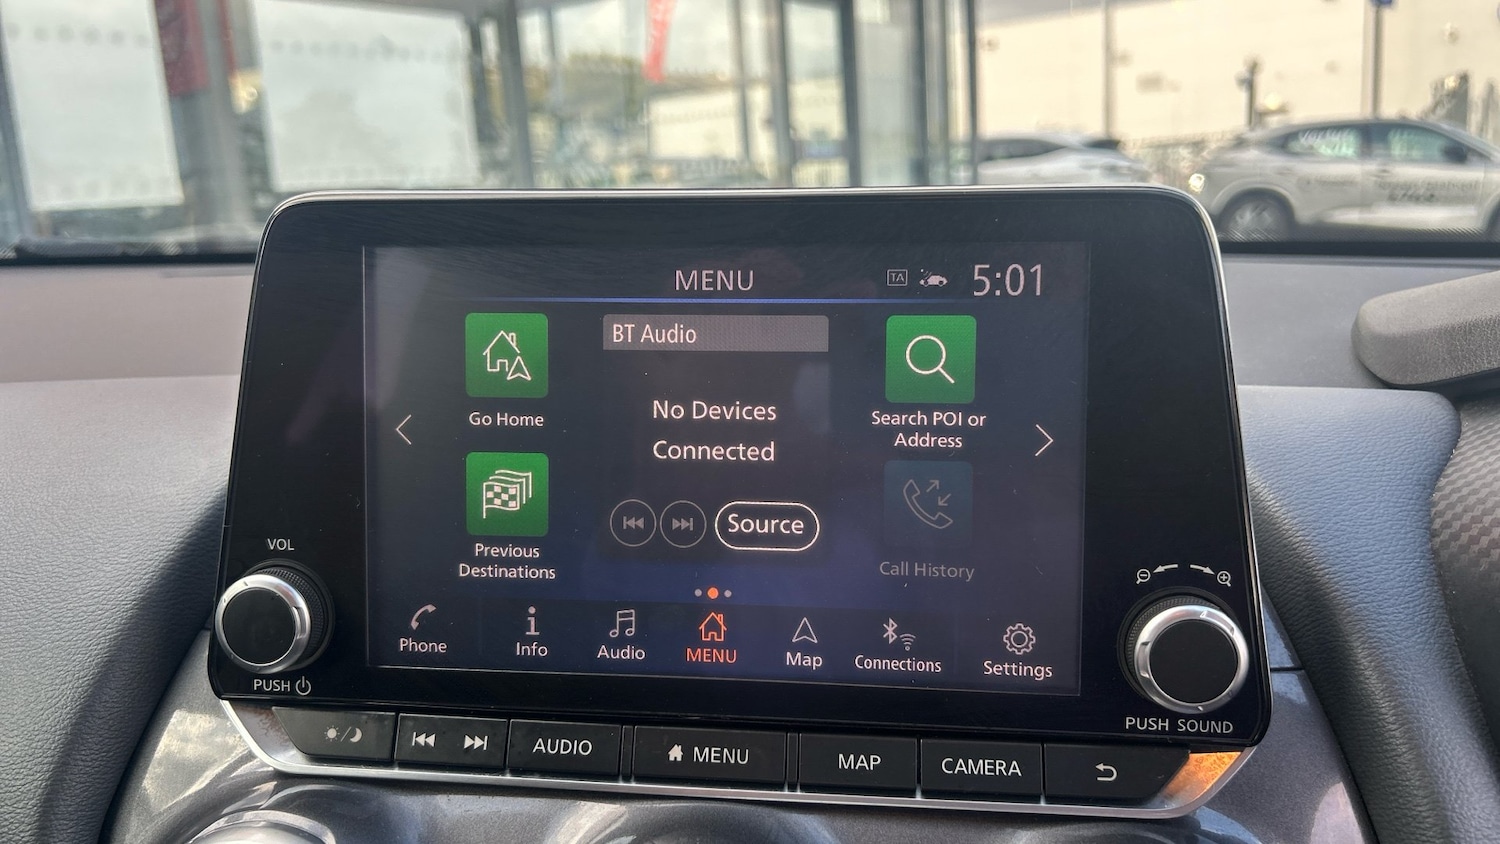 MENU
TA
5:01
Go Home
BT Audio
Search POI or
Address
No Devices
Connected
Previous
Destinations
Source
Call History
Phone
Info
Audio
MENU
Map
Connections
Settings
VOL
PUSH
PUSH SOUND
AUDIO
MENU
MAP
CAMERA